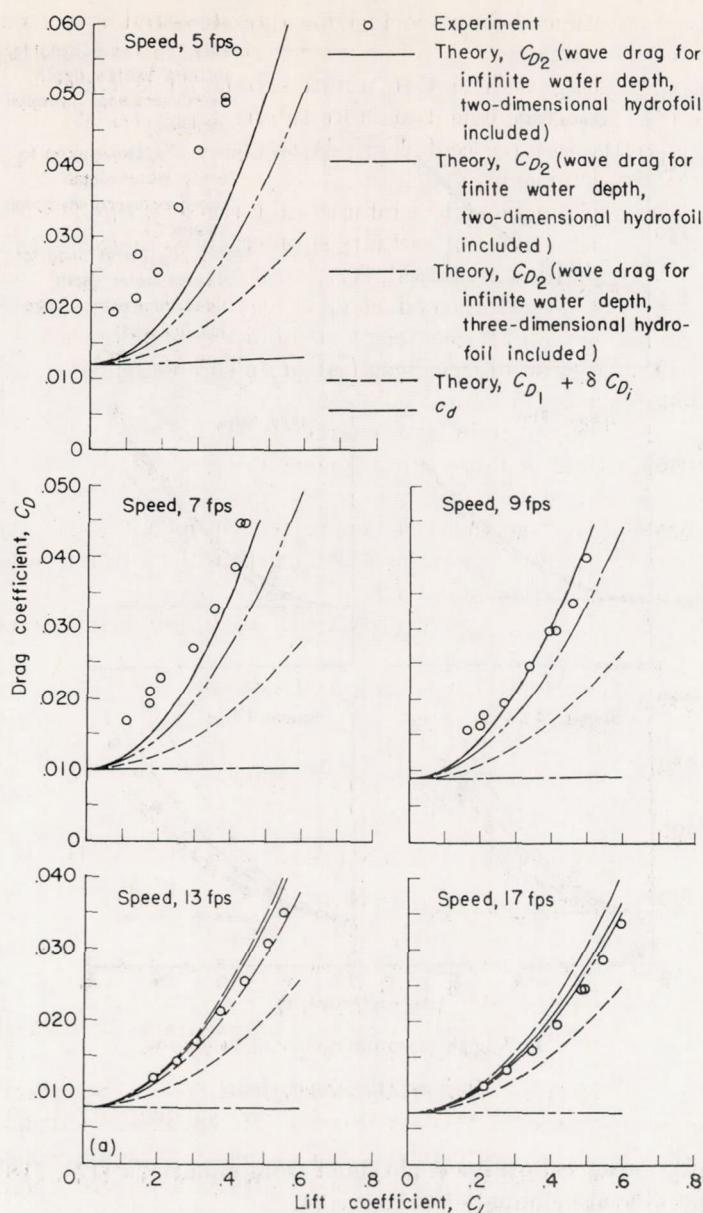 .060
Speed, 5 fps
.050
.040
.030
.020
.010
0
Experiment
Theory, C_D2 (wave drag for
infinite wafer depth,
two-dimensional hydrofoil
included)
Theory, C_D2 (wave drag for
finite water depth,
two-dimensional hydrofoil
included)
Theory, C_D2 (wave drag for
infinite water depth,
three-dimensional hydro-
foil included)
Theory, C_D1 + δ C_Di
c_d
.050
Speed, 7 fps
.040
.030
.020
.010
0
Speed, 9 fps
Drag coefficient, C_D
.040
Speed, 13 fps
.030
.020
.010
(a)
0
.2
.4
.6
.8
Speed, 17 fps
0
.2
.4
.6
.8
Lift coefficient, C_L